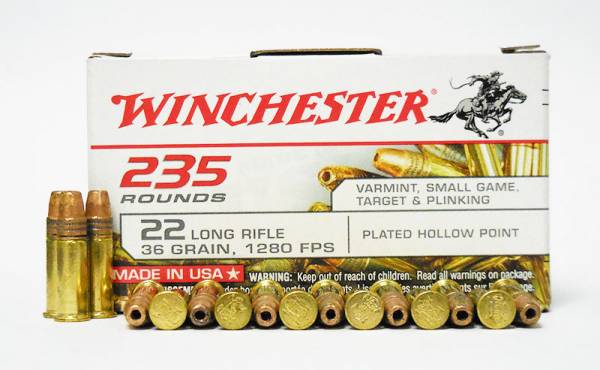 WINCHESTER
235
ROUNDS
VARMINT, SMALL GAME,
TARGET & PLINKING
22 LONG RIFLE
36 GRAIN, 1280 FPS
PLATED HOLLOW POINT
MADE IN USA
WARNING: Keep out of reach of children. Read all warnings on package.